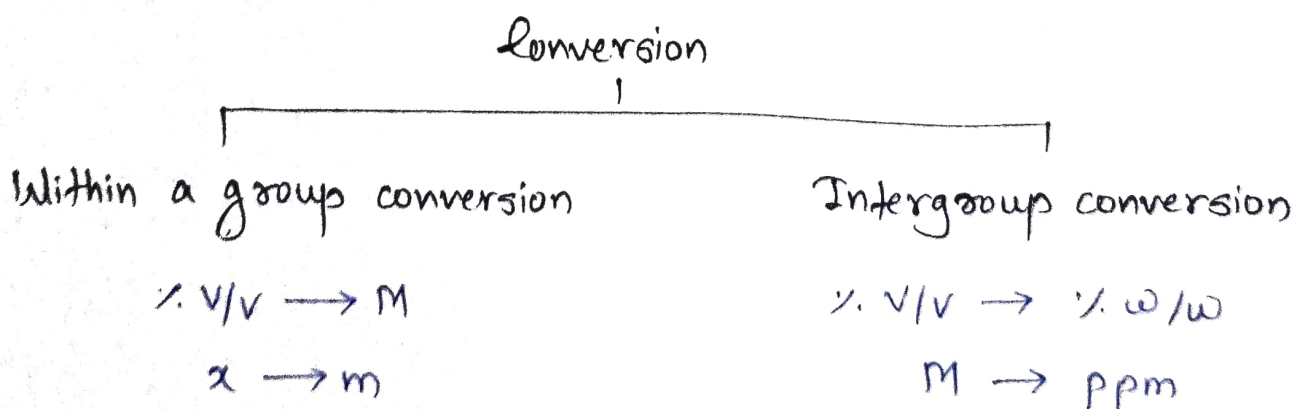 Conversion
Within a group conversion
Intergroup conversion
% V/V → M
% V/V → % w/w
x → m
M → ppm